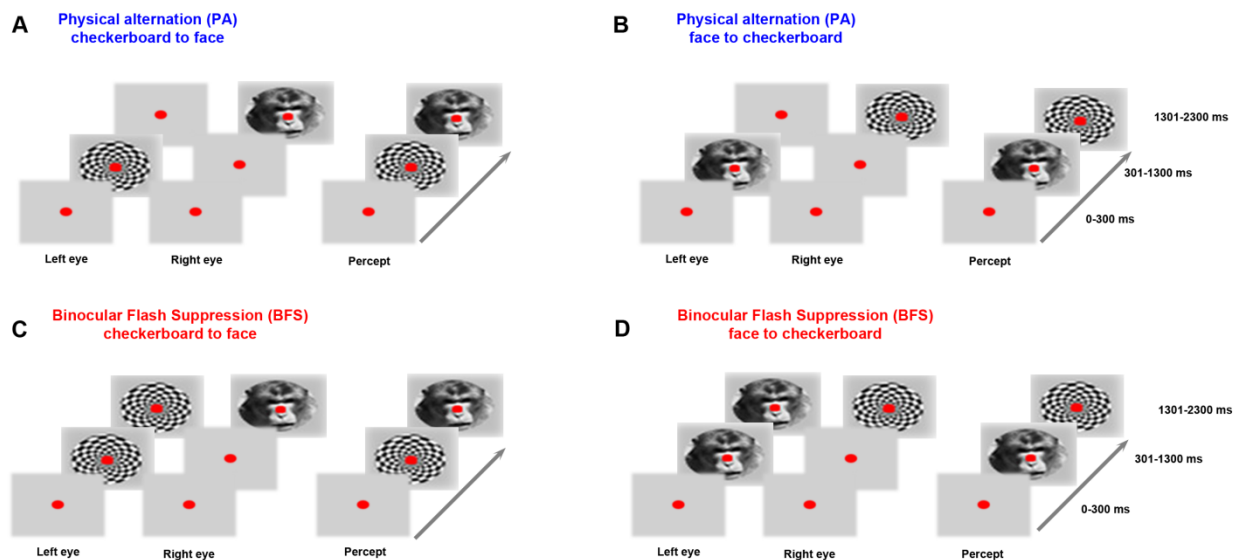 A
Physical alternation (PA)
checkerboard to face
Left eye
Right eye
Percept
B
Physical alternation (PA)
face to checkerboard
1301-2300 ms
301-1300 ms
0-300 ms
Left eye
Right eye
Percept
C
Binocular Flash Suppression (BFS)
checkerboard to face
Left eye
Right eye
Percept
D
Binocular Flash Suppression (BFS)
face to checkerboard
1301-2300 ms
301-1300 ms
0-300 ms
Left eye
Right eye
Percept